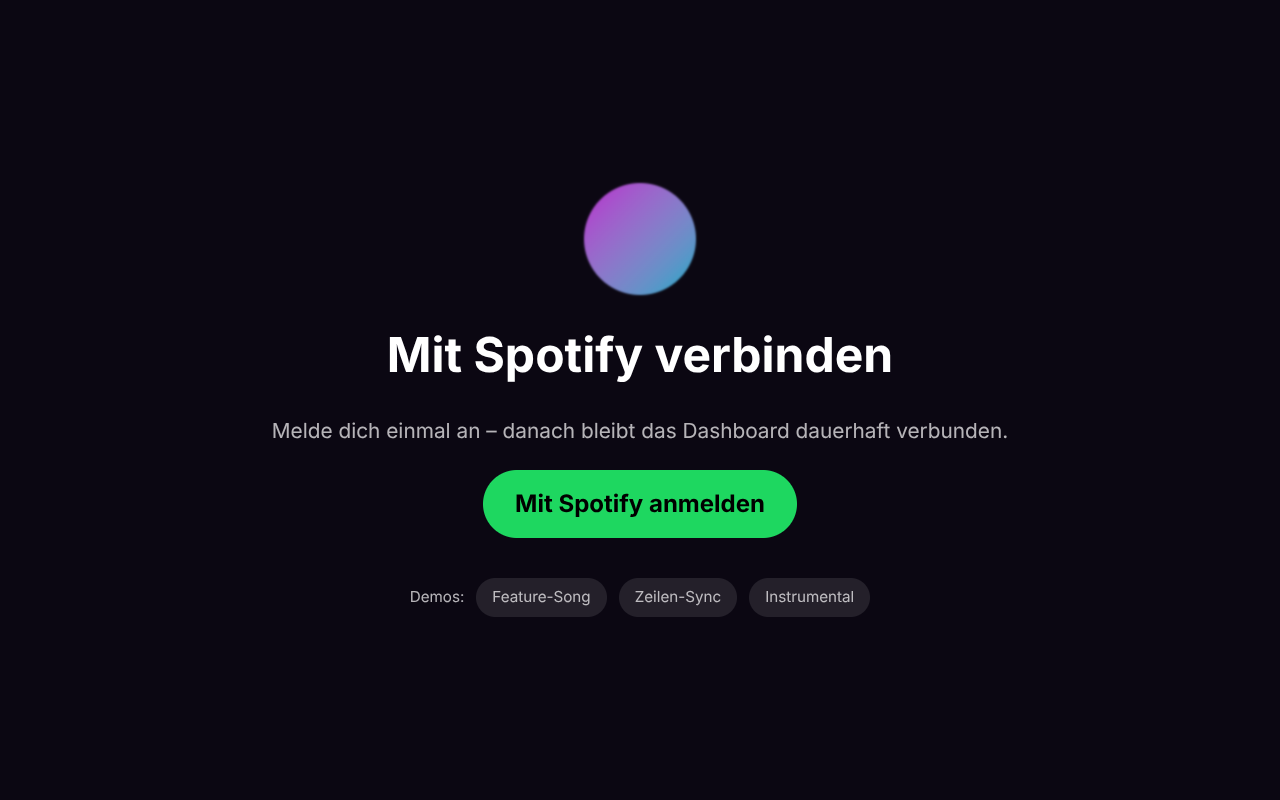 Mit Spotify verbinden
Melde dich einmal an – danach bleibt das Dashboard dauerhaft verbunden.
Mit Spotify anmelden
Demos: Feature-Song Zeilen-Sync Instrumental